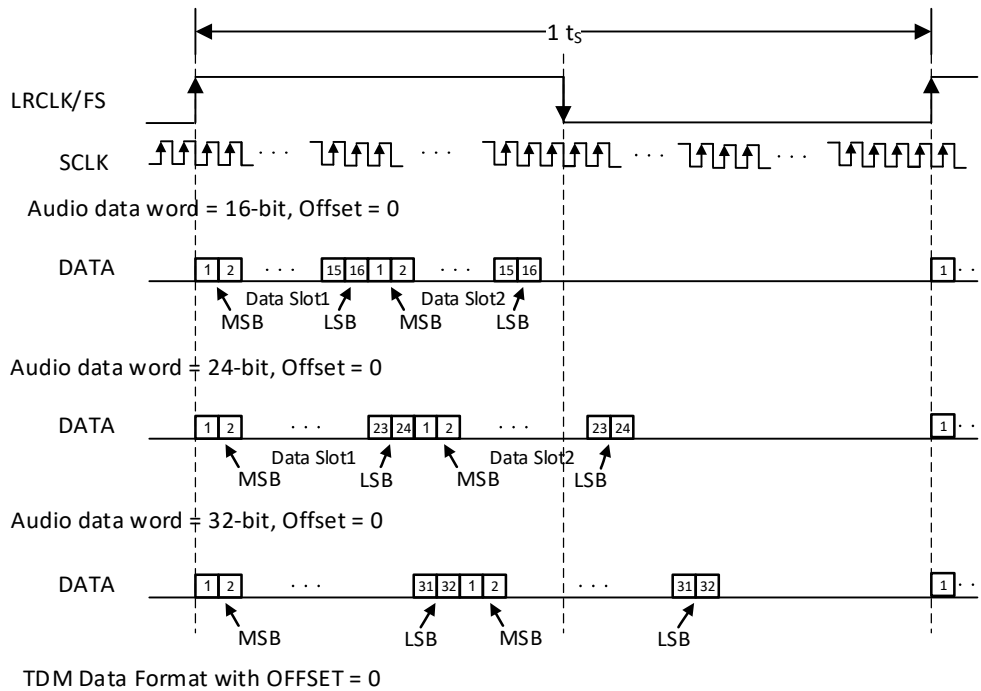 1 tS
LRCLK/FS
SCLK . . . . . . . . . . . .
Audio data word = 16-bit, Offset = 0
DATA 1 2 . . . 15 16 1 2 . . . 15 16 1 . .
Data Slot1 Data Slot2
MSB LSB MSB LSB
Audio data word = 24-bit, Offset = 0
DATA 1 2 . . . 23 24 1 2 . . . 23 24 1 . .
Data Slot1 Data Slot2
MSB LSB MSB LSB
Audio data word = 32-bit, Offset = 0
DATA 1 2 . . . 31 32 1 2 . . . 31 32 1 . .
MSB LSB MSB LSB
TDM Data Format with OFFSET = 0